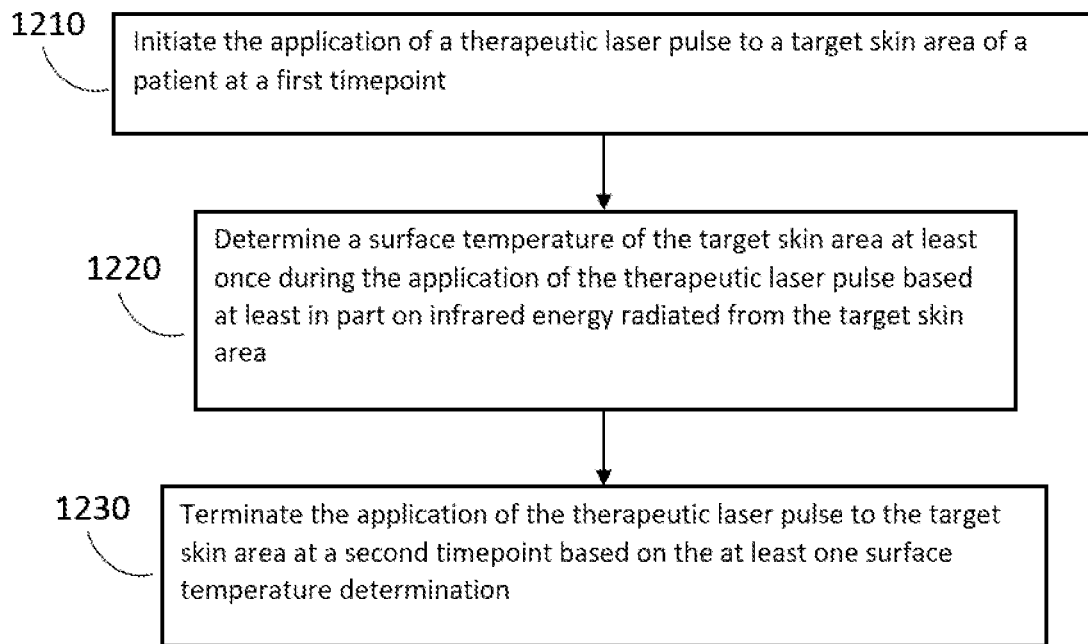 1210
Initiate the application of a therapeutic laser pulse to a target skin area of a
patient at a first timepoint
1220
Determine a surface temperature of the target skin area at least
once during the application of the therapeutic laser pulse based
at least in part on infrared energy radiated from the target skin
area
1230
Terminate the application of the therapeutic laser pulse to the target
skin area at a second timepoint based on the at least one surface
temperature determination